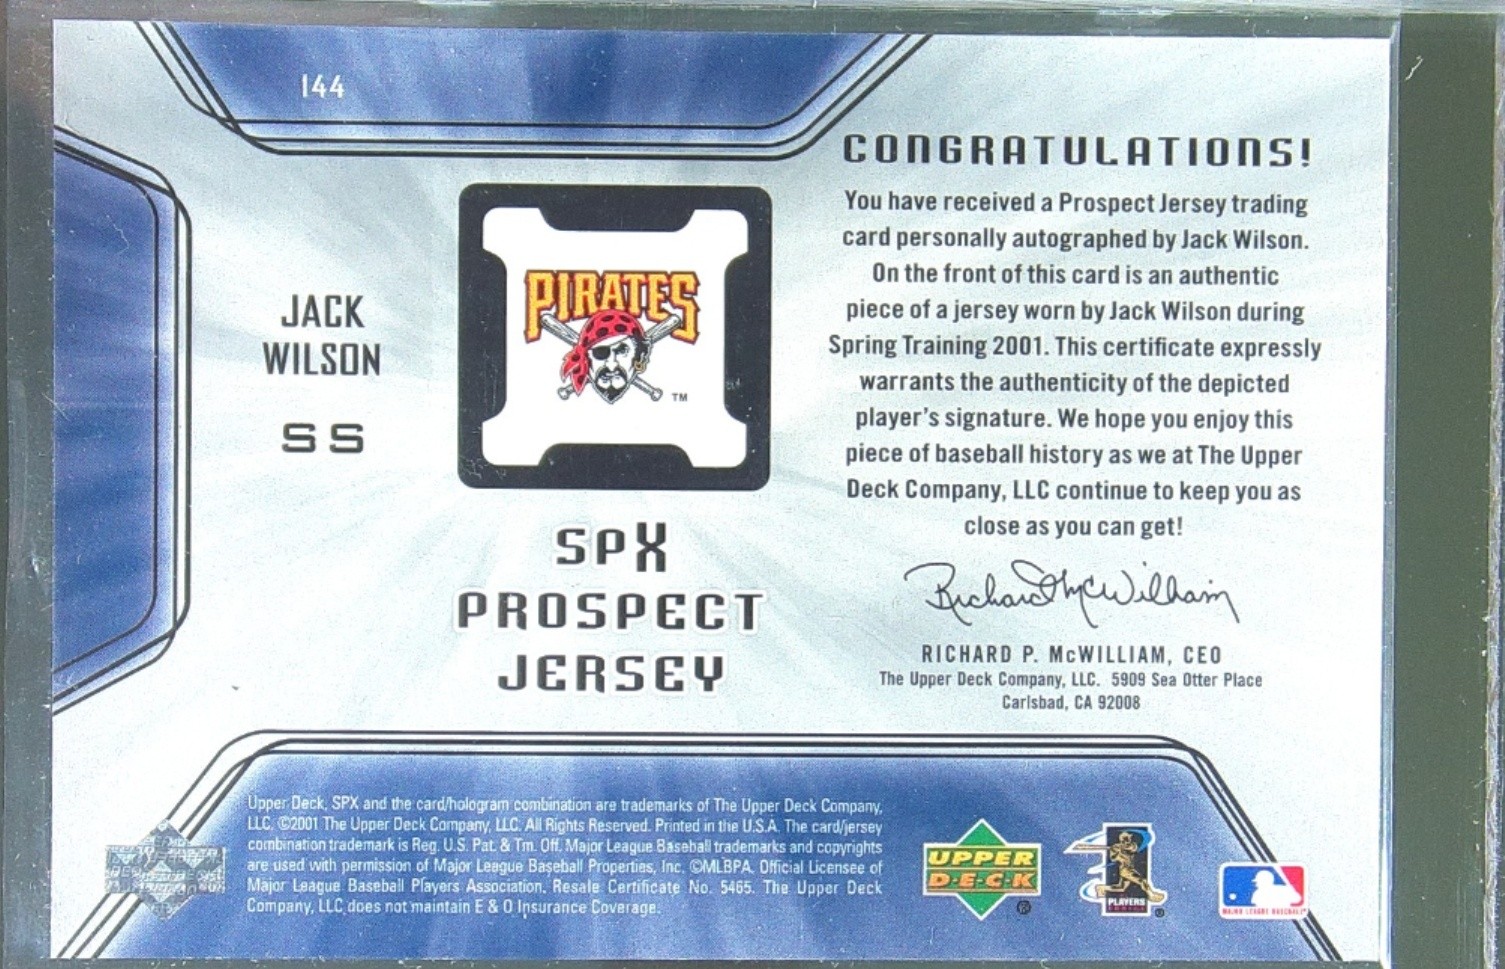 144
JACK
WILSON
SS
PIRATES
TM
SPX
PROSPECT
JERSEY
CONGRATULATIONS!
You have received a Prospect Jersey trading
card personally autographed by Jack Wilson.
On the front of this card is an authentic
piece of a jersey worn by Jack Wilson during
Spring Training 2001. This certificate expressly
warrants the authenticity of the depicted
player's signature. We hope you enjoy this
piece of baseball history as we at The Upper
Deck Company, LLC continue to keep you as
close as you can get!
Richard McWilliam
RICHARD P. McWILLIAM, CEO
The Upper Deck Company, LLC. 5909 Sea Otter Place
Carlsbad, CA 92008
Upper Deck, SPX and the card/hologram combination are trademarks of The Upper Deck Company,
LLC. ©2001 The Upper Deck Company, LLC. All Rights Reserved. Printed in the U.S.A. The card/jersey
combination trademark is Reg. U.S. Pat. & Tm. Off. Major League Baseball trademarks and copyrights
are used with permission of Major League Baseball Properties, Inc. ©MLBPA. Official Licensee of
Major League Baseball Players Association. Resale Certificate No. 5465. The Upper Deck
Company, LLC does not maintain E & O Insurance Coverage.
UPPER
D·E·C·K
®
PLAYERS
CHOICE
®
MAJOR LEAGUE BASEBALL